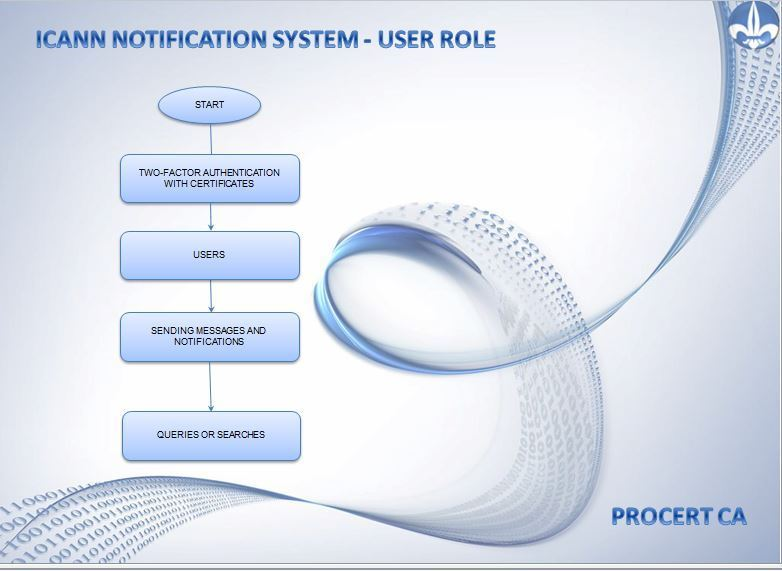 ICANN NOTIFICATION SYSTEM - USER ROLE
START
TWO-FACTOR AUTHENTICATION
WITH CERTIFICATES
USERS
SENDING MESSAGES AND
NOTIFICATIONS
QUERIES OR SEARCHES
PROCERT CA